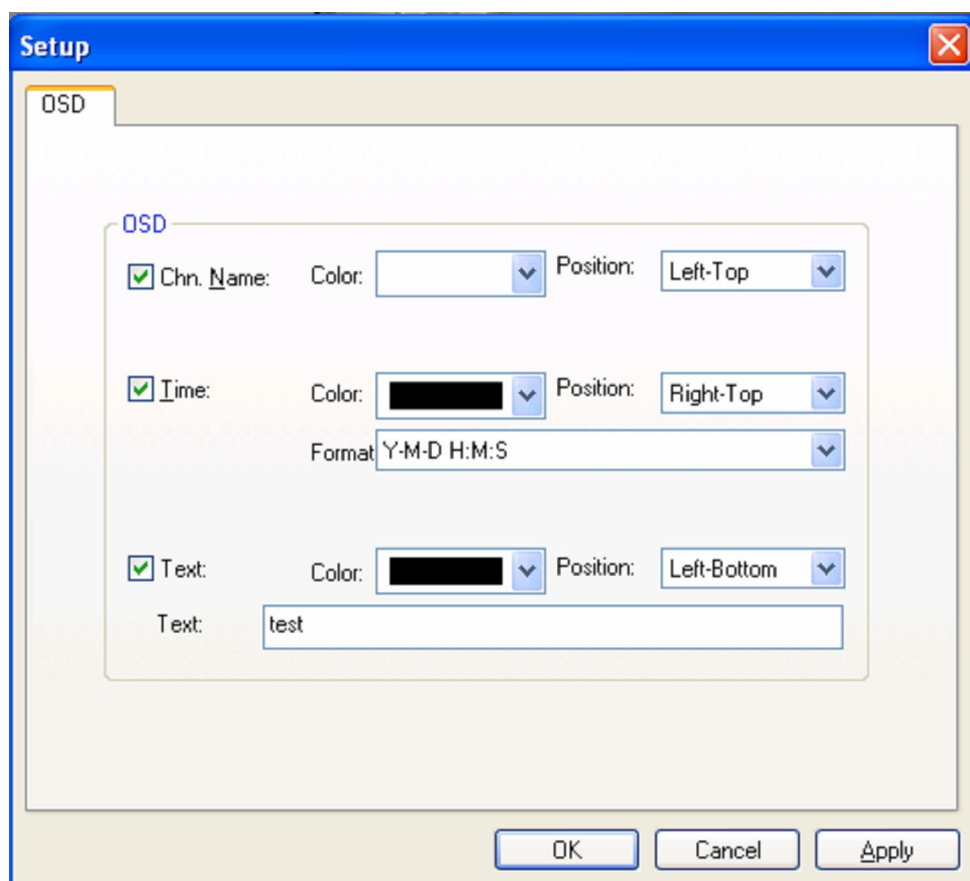 Setup
OSD
OSD
Chn. Name: Color: Position: Left-Top
Time: Color: Position: Right-Top
Format Y-M-D H:M:S
Text: Color: Position: Left-Bottom
Text: test
OK Cancel Apply